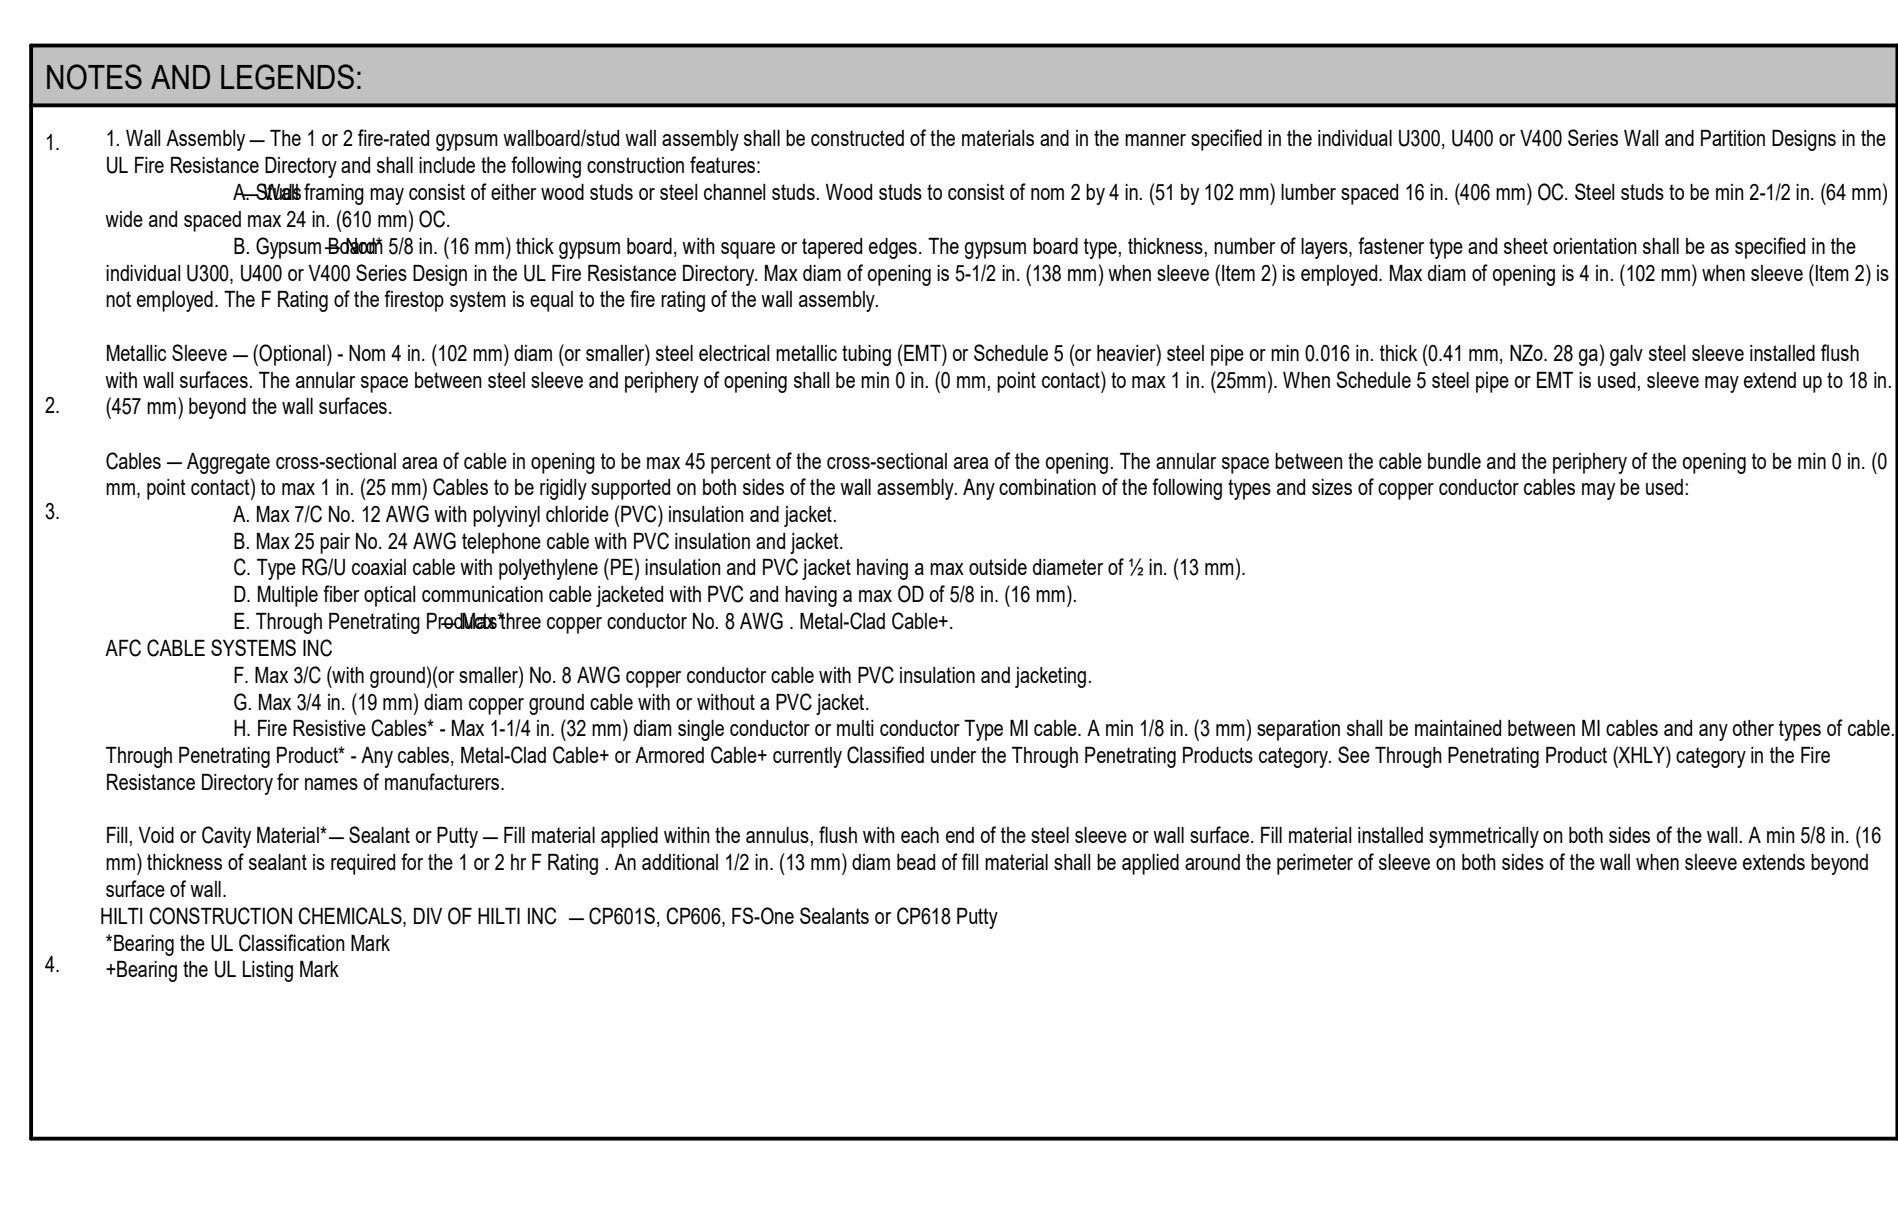 NOTES AND LEGENDS:
1. 1. Wall Assembly — The 1 or 2 fire-rated gypsum wallboard/stud wall assembly shall be constructed of the materials and in the manner specified in the individual U300, U400 or V400 Series Wall and Partition Designs in the
UL Fire Resistance Directory and shall include the following construction features:
A. Studs — Wall framing may consist of either wood studs or steel channel studs. Wood studs to consist of nom 2 by 4 in. (51 by 102 mm) lumber spaced 16 in. (406 mm) OC. Steel studs to be min 2-1/2 in. (64 mm)
wide and spaced max 24 in. (610 mm) OC.
B. Gypsum Board* — Nom 5/8 in. (16 mm) thick gypsum board, with square or tapered edges. The gypsum board type, thickness, number of layers, fastener type and sheet orientation shall be as specified in the
individual U300, U400 or V400 Series Design in the UL Fire Resistance Directory. Max diam of opening is 5-1/2 in. (138 mm) when sleeve (Item 2) is employed. Max diam of opening is 4 in. (102 mm) when sleeve (Item 2) is
not employed. The F Rating of the firestop system is equal to the fire rating of the wall assembly.
Metallic Sleeve — (Optional) - Nom 4 in. (102 mm) diam (or smaller) steel electrical metallic tubing (EMT) or Schedule 5 (or heavier) steel pipe or min 0.016 in. thick (0.41 mm, NZo. 28 ga) galv steel sleeve installed flush
with wall surfaces. The annular space between steel sleeve and periphery of opening shall be min 0 in. (0 mm, point contact) to max 1 in. (25mm). When Schedule 5 steel pipe or EMT is used, sleeve may extend up to 18 in.
2. (457 mm) beyond the wall surfaces.
Cables — Aggregate cross-sectional area of cable in opening to be max 45 percent of the cross-sectional area of the opening. The annular space between the cable bundle and the periphery of the opening to be min 0 in. (0
mm, point contact) to max 1 in. (25 mm) Cables to be rigidly supported on both sides of the wall assembly. Any combination of the following types and sizes of copper conductor cables may be used:
3. A. Max 7/C No. 12 AWG with polyvinyl chloride (PVC) insulation and jacket.
B. Max 25 pair No. 24 AWG telephone cable with PVC insulation and jacket.
C. Type RG/U coaxial cable with polyethylene (PE) insulation and PVC jacket having a max outside diameter of ½ in. (13 mm).
D. Multiple fiber optical communication cable jacketed with PVC and having a max OD of 5/8 in. (16 mm).
E. Through Penetrating Products* — Max three copper conductor No. 8 AWG . Metal-Clad Cable+.
AFC CABLE SYSTEMS INC
F. Max 3/C (with ground)(or smaller) No. 8 AWG copper conductor cable with PVC insulation and jacketing.
G. Max 3/4 in. (19 mm) diam copper ground cable with or without a PVC jacket.
H. Fire Resistive Cables* - Max 1-1/4 in. (32 mm) diam single conductor or multi conductor Type MI cable. A min 1/8 in. (3 mm) separation shall be maintained between MI cables and any other types of cable.
Through Penetrating Product* - Any cables, Metal-Clad Cable+ or Armored Cable+ currently Classified under the Through Penetrating Products category. See Through Penetrating Product (XHLY) category in the Fire
Resistance Directory for names of manufacturers.
Fill, Void or Cavity Material* — Sealant or Putty — Fill material applied within the annulus, flush with each end of the steel sleeve or wall surface. Fill material installed symmetrically on both sides of the wall. A min 5/8 in. (16
mm) thickness of sealant is required for the 1 or 2 hr F Rating . An additional 1/2 in. (13 mm) diam bead of fill material shall be applied around the perimeter of sleeve on both sides of the wall when sleeve extends beyond
surface of wall.
HILTI CONSTRUCTION CHEMICALS, DIV OF HILTI INC — CP601S, CP606, FS-One Sealants or CP618 Putty
*Bearing the UL Classification Mark
4. +Bearing the UL Listing Mark